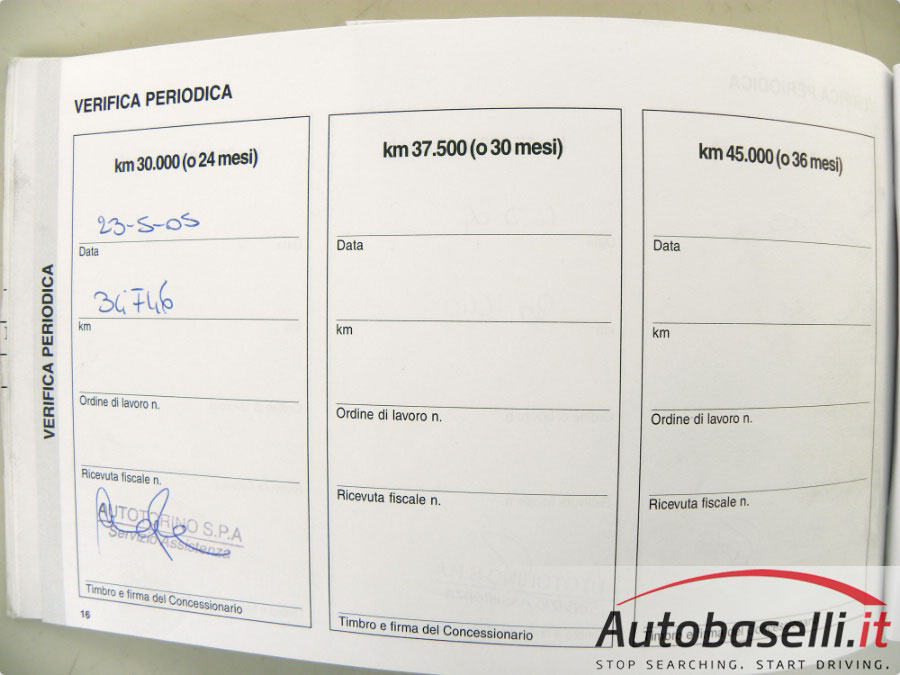 VERIFICA PERIODICA
VERIFICA PERIODICA
km 30.000 (o 24 mesi)
23-5-05
Data
34746
km
Ordine di lavoro n.
Ricevuta fiscale n.
AUTOTORINO S.P.A
Servizio Assistenza
Timbro e firma del Concessionario
16
km 37.500 (o 30 mesi)
Data
km
Ordine di lavoro n.
Ricevuta fiscale n.
Timbro e firma del Concessionario
km 45.000 (o 36 mesi)
Data
km
Ordine di lavoro n.
Ricevuta fiscale n.
Timbro e firma del
Autobaselli.it
STOP SEARCHING. START DRIVING.